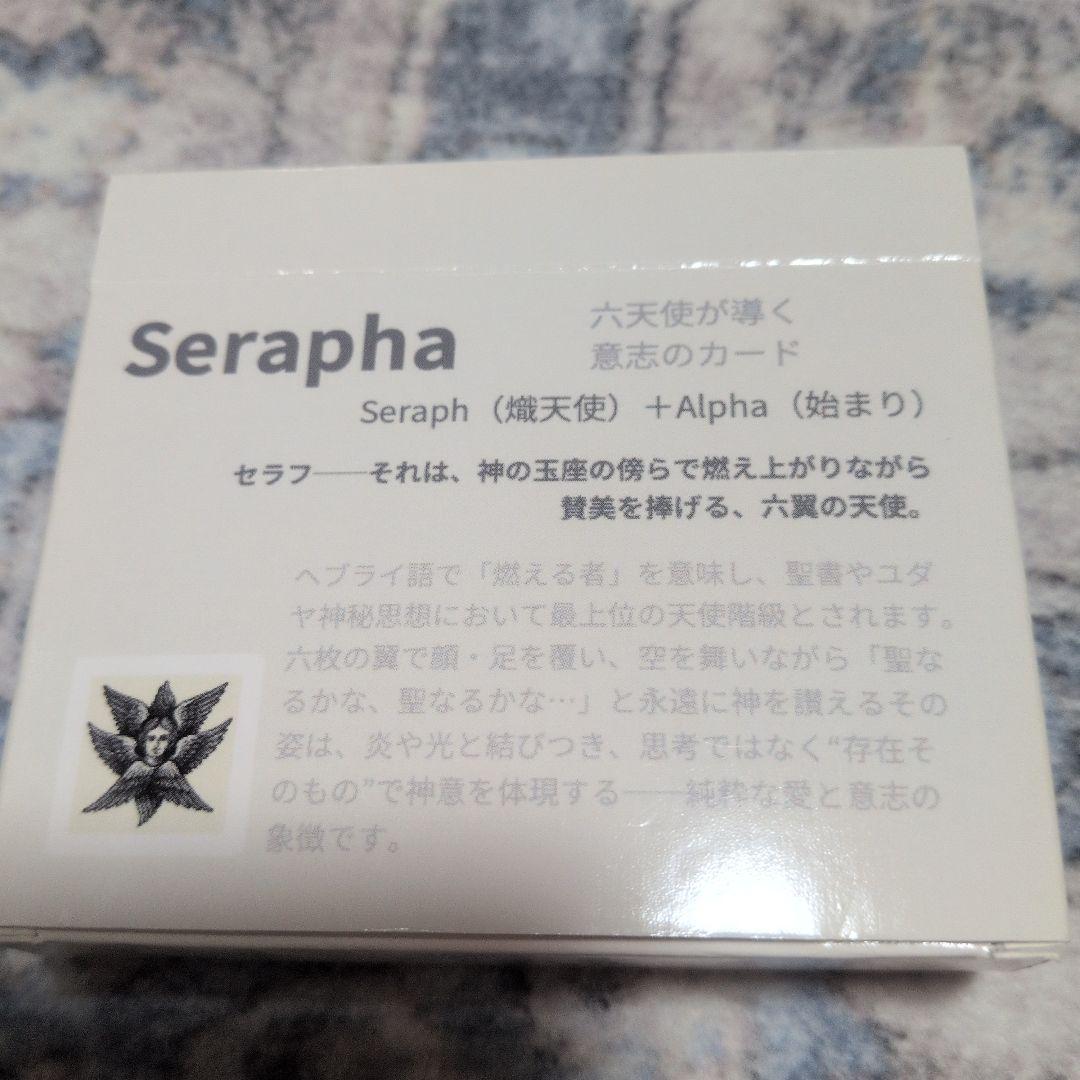 Serapha
六天使が導く
意志のカード
Seraph（熾天使）＋Alpha（始まり）
セラフ──それは、神の玉座の傍らで燃え上がりながら
賛美を捧げる、六翼の天使。
ヘブライ語で「燃える者」を意味し、聖書やユダ
ヤ神秘思想において最上位の天使階級とされます。
六枚の翼で顔・足を覆い、空を舞いながら「聖な
るかな、聖なるかな…」と永遠に神を讃えるその
姿は、炎や光と結びつき、思考ではなく“存在そ
のもの”で神意を体現する──純粋な愛と意志の
象徴です。